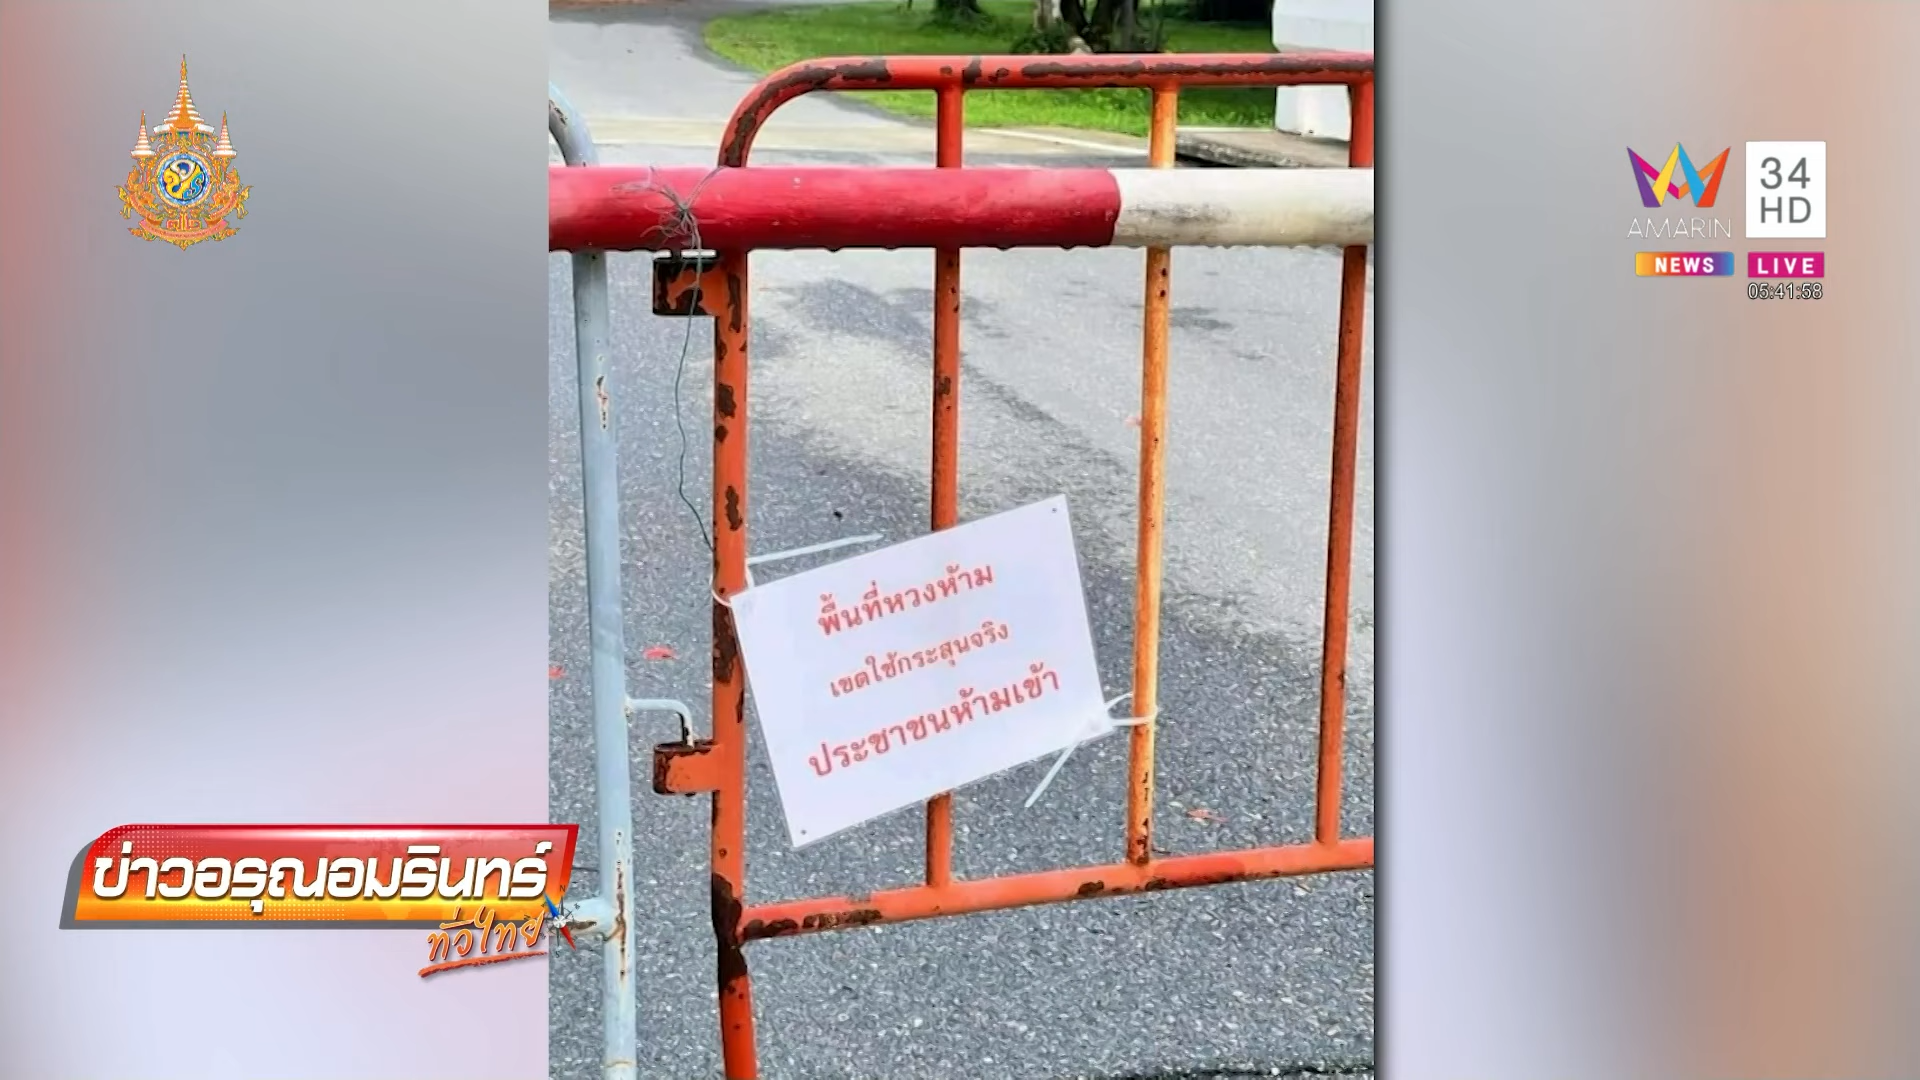 AMARIN
34
HD
NEWS
LIVE
05:41:58
พื้นที่หวงห้าม
เขตใช้กระสุนจริง
ประชาชนห้ามเข้า
ข่าวอรุณอมรินทร์
ทั่วไทย